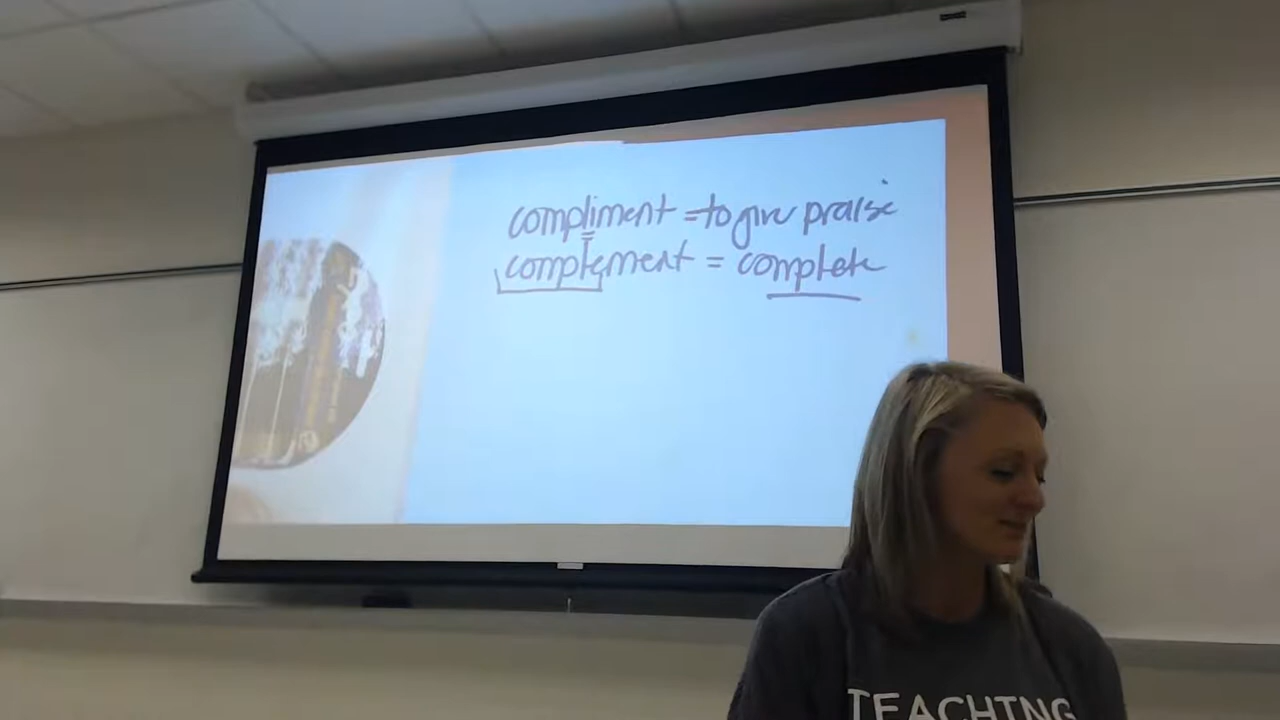 compliment = to give praise
complement = complete
TEACHING